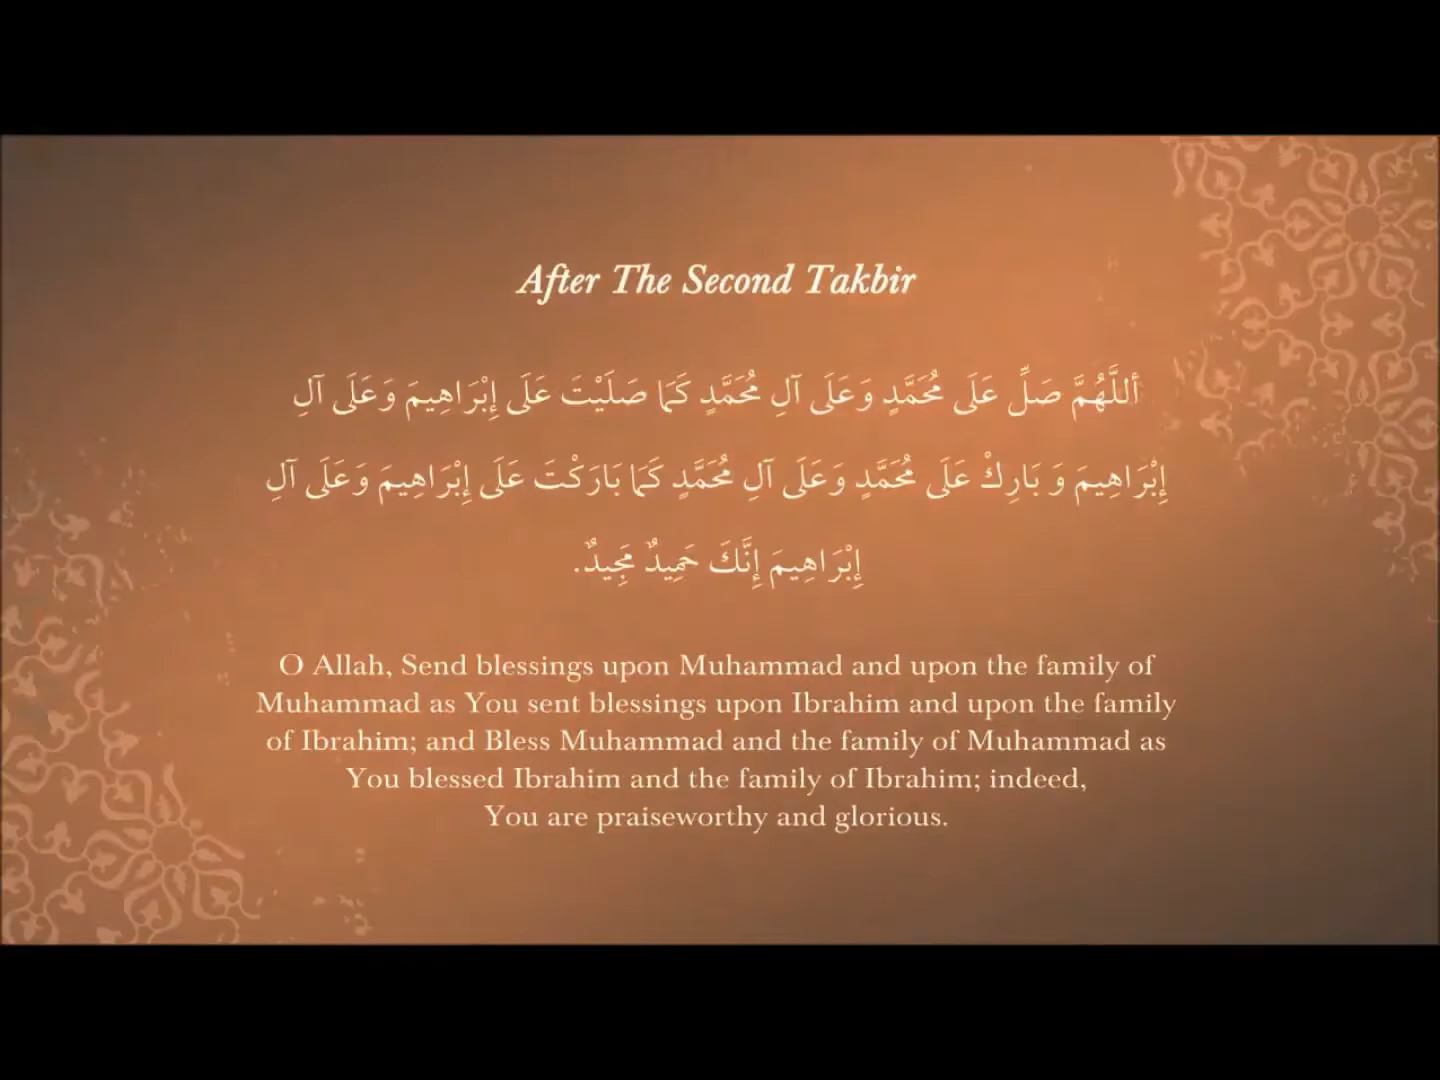 After The Second Takbir
أَللَّهُمَّ صَلِّ عَلَى مُحَمَّدٍ وَعَلَى آلِ مُحَمَّدٍ كَمَا صَلَيْتَ عَلَى إِبْرَاهِيمَ وَعَلَى آلِ
إِبْرَاهِيمَ وَ بَارِكْ عَلَى مُحَمَّدٍ وَعَلَى آلِ مُحَمَّدٍ كَمَا بَارَكْتَ عَلَى إِبْرَاهِيمَ وَعَلَى آلِ
إِبْرَاهِيمَ إِنَّكَ حَمِيدٌ مَجِيدٌ.
O Allah, Send blessings upon Muhammad and upon the family of
Muhammad as You sent blessings upon Ibrahim and upon the family
of Ibrahim; and Bless Muhammad and the family of Muhammad as
You blessed Ibrahim and the family of Ibrahim; indeed,
You are praiseworthy and glorious.